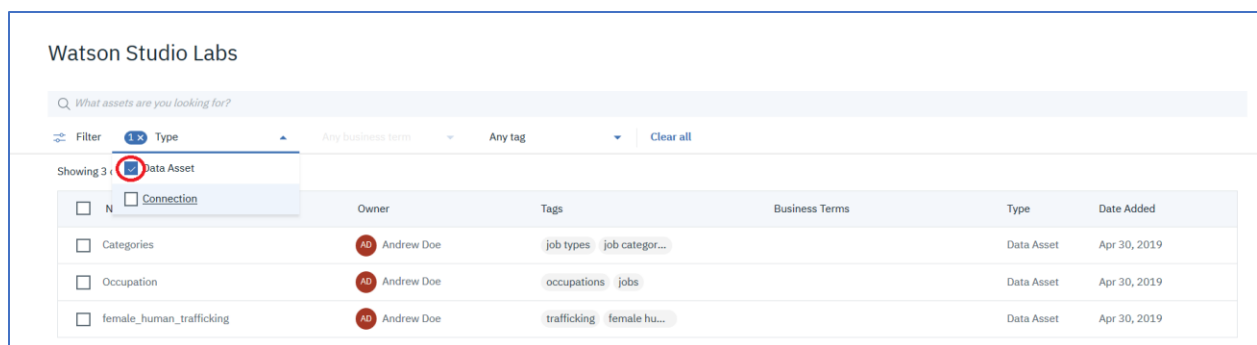 Watson Studio Labs
What assets are you looking for?
Filter 1 × Type Any business term Any tag Clear all
Showing 3
Data Asset
Connection
N Owner Tags Business Terms Type Date Added
Categories AD Andrew Doe job types job categor... Data Asset Apr 30, 2019
Occupation AD Andrew Doe occupations jobs Data Asset Apr 30, 2019
female_human_trafficking AD Andrew Doe trafficking female hu... Data Asset Apr 30, 2019